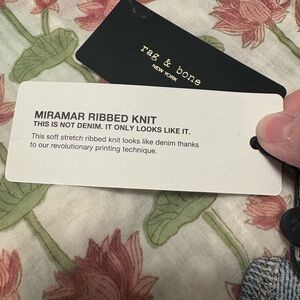 rag & bone
NEW YORK
MIRAMAR RIBBED KNIT
THIS IS NOT DENIM. IT ONLY LOOKS LIKE IT.
This soft stretch ribbed knit looks like denim thanks
to our revolutionary printing technique.